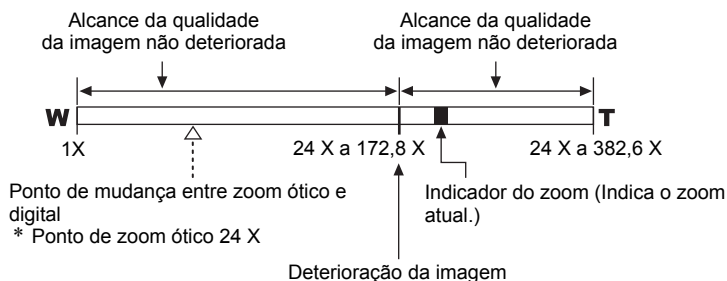 Alcance da qualidade
da imagem não deteriorada
Alcance da qualidade
da imagem não deteriorada
W
T
1X
24 X a 172,8 X
24 X a 382,6 X
Ponto de mudança entre zoom ótico e
digital
* Ponto de zoom ótico 24 X
Indicador do zoom (Indica o zoom
atual.)
Deterioração da imagem